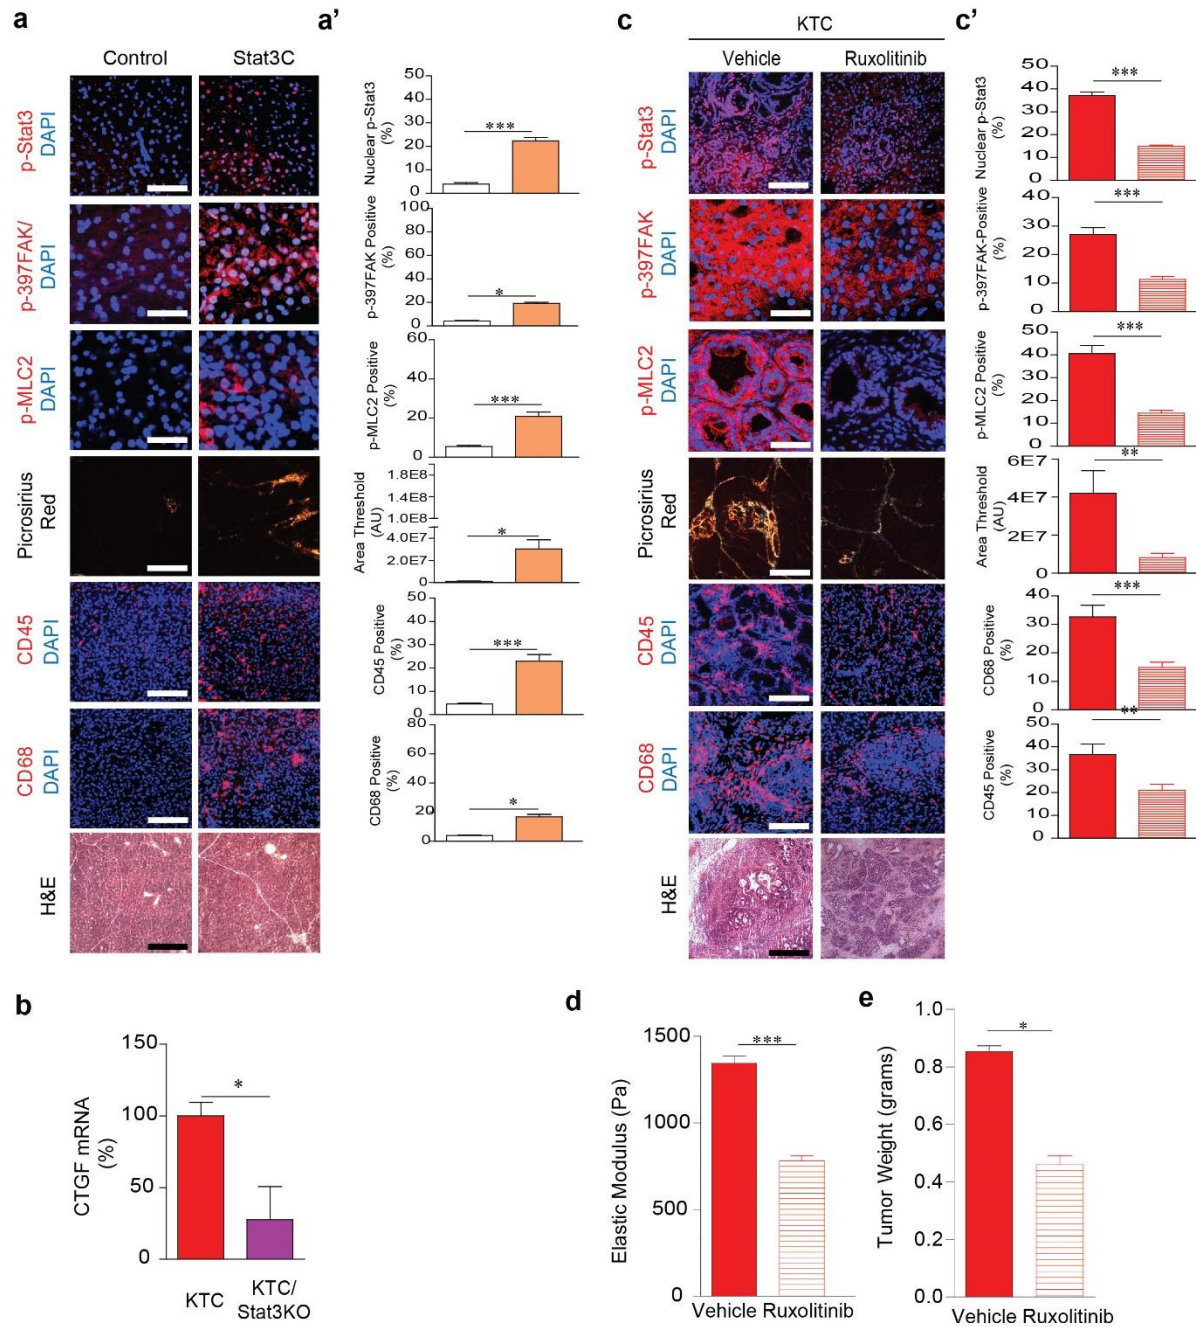 a
Control
Stat3C
p-Stat3
DAPI
p-397FAK/
DAPI
p-MLC2
DAPI
Picrosirius
Red
CD45
DAPI
CD68
DAPI
H&E
a'
Nuclear p-Stat3
(%)
50
40
30
20
10
0
***
p-397FAK Positive
(%)
100
80
60
40
20
0
*
p-MLC2 Positive
(%)
60
40
20
0
***
Area Threshold
(AU)
1.8E8
1.4E8
1.0E8
4.0E7
2.0E7
0
*
CD45 Positive
(%)
50
40
30
20
10
0
***
CD68 Positive
(%)
80
60
40
20
0
*
c
KTC
Vehicle
Ruxolitinib
p-Stat3
DAPI
p-397FAK
DAPI
p-MLC2
DAPI
Picrosirius
Red
CD45
DAPI
CD68
DAPI
H&E
c'
Nuclear p-Stat3
(%)
50
40
30
20
10
0
***
p-397FAK-Positive
(%)
50
40
30
20
10
0
***
p-MLC2 Positive
(%)
50
40
30
20
10
0
***
Area Threshold
(AU)
6E7
4E7
2E7
0
**
CD68 Positive
(%)
40
30
20
10
0
***
CD45 Positive
(%)
50
40
30
20
10
0
**
b
CTGF mRNA
(%)
150
100
50
0
*
KTC
KTC/
Stat3KO
d
Elastic Modulus (Pa)
1500
1000
500
0
***
Vehicle Ruxolitinib
e
Tumor Weight (grams)
1.0
0.8
0.6
0.4
0.2
0.0
*
Vehicle Ruxolitinib